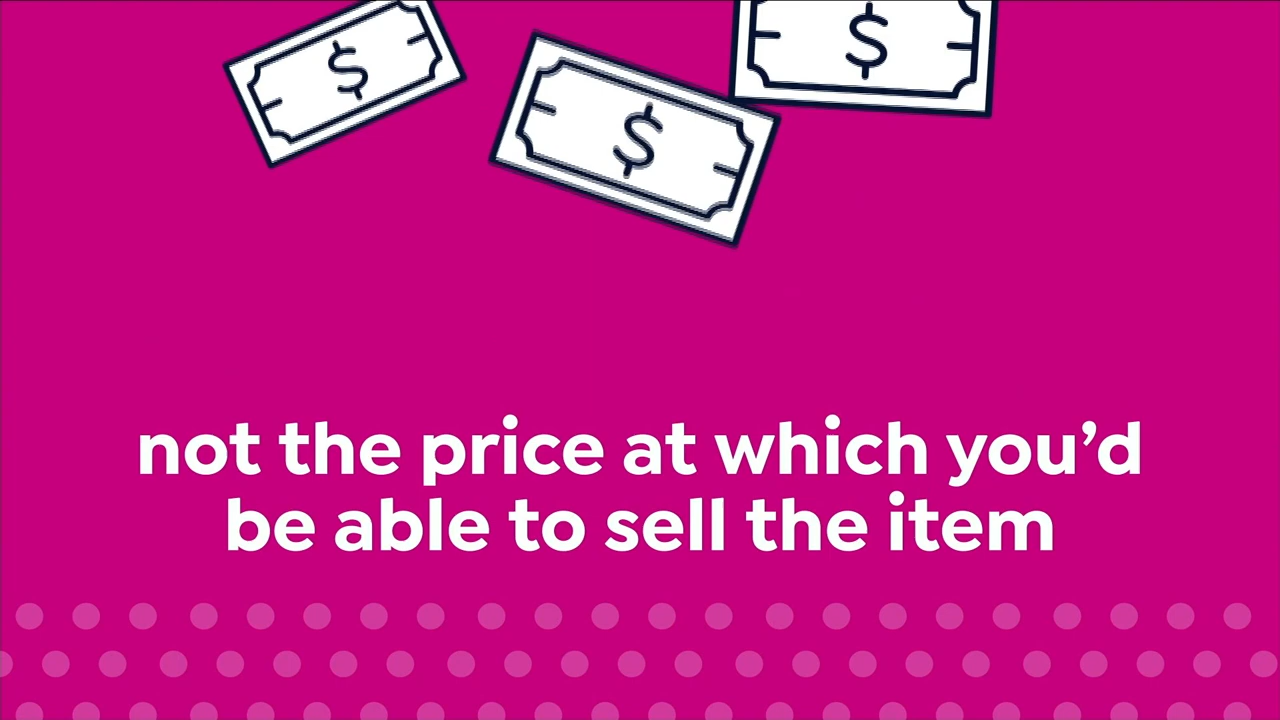 $
$
$
not the price at which you’d
be able to sell the item